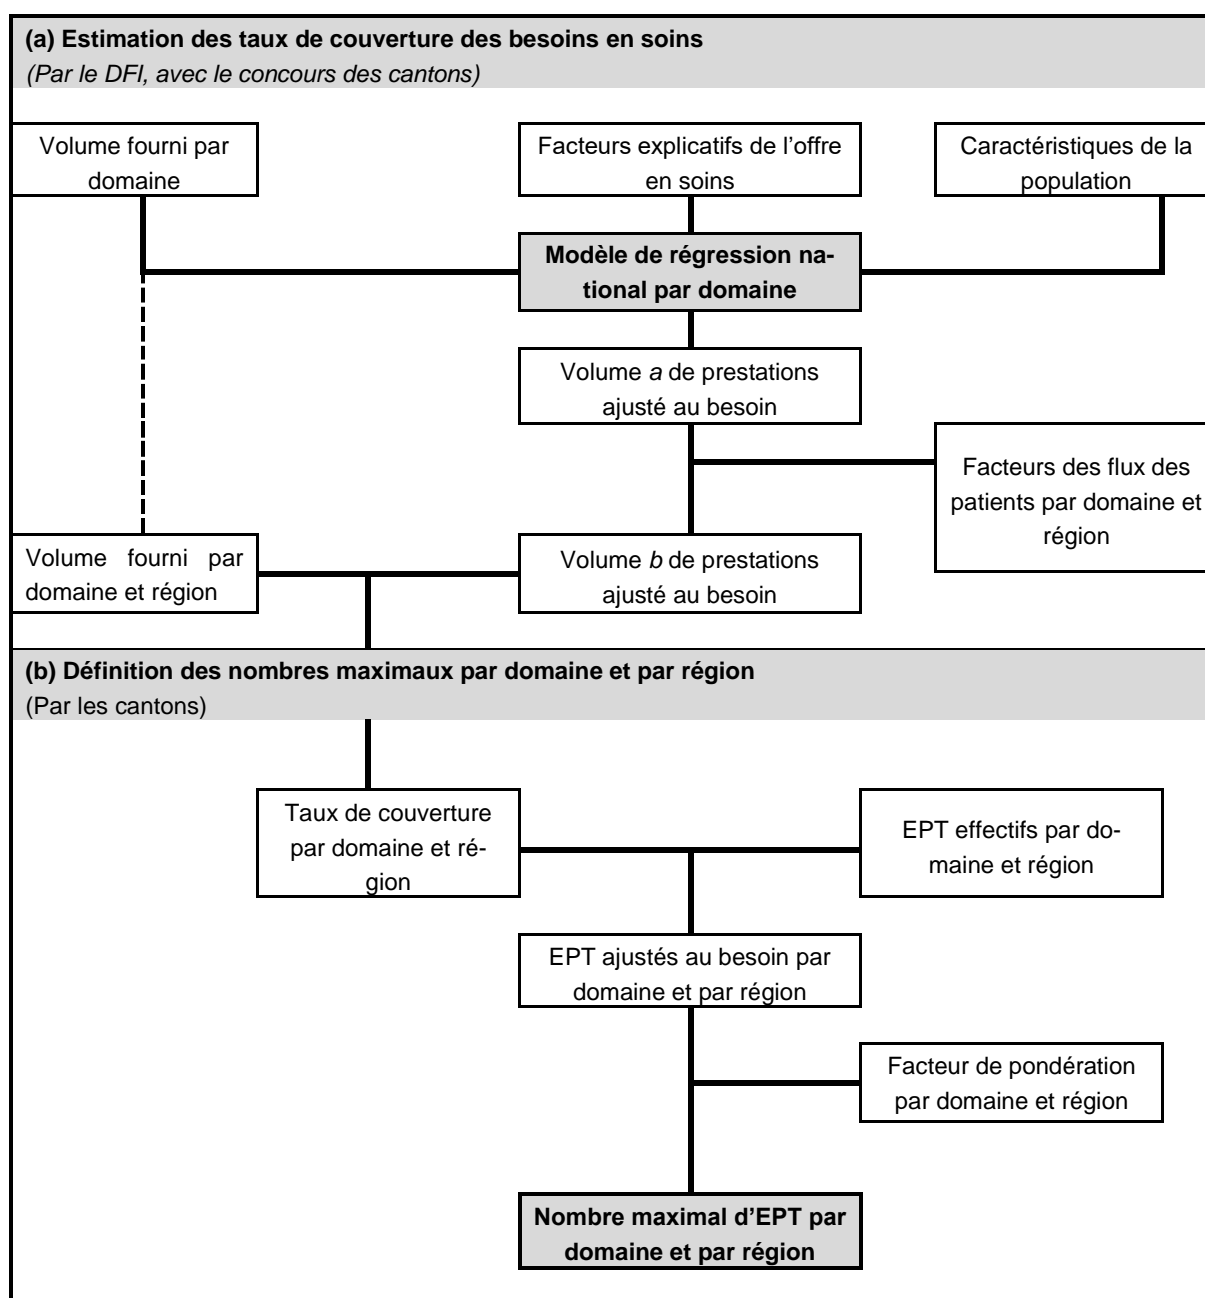 (a) Estimation des taux de couverture des besoins en soins
(Par le DFI, avec le concours des cantons)
Volume fourni par
domaine
Facteurs explicatifs de l’offre
en soins
Caractéristiques de la
population
Modèle de régression na-
tional par domaine
Volume a de prestations
ajusté au besoin
Facteurs des flux des
patients par domaine et
région
Volume fourni par
domaine et région
Volume b de prestations
ajusté au besoin
(b) Définition des nombres maximaux par domaine et par région
(Par les cantons)
Taux de couverture
par domaine et ré-
gion
EPT effectifs par do-
maine et région
EPT ajustés au besoin par
domaine et par région
Facteur de pondération
par domaine et région
Nombre maximal d’EPT par
domaine et par région